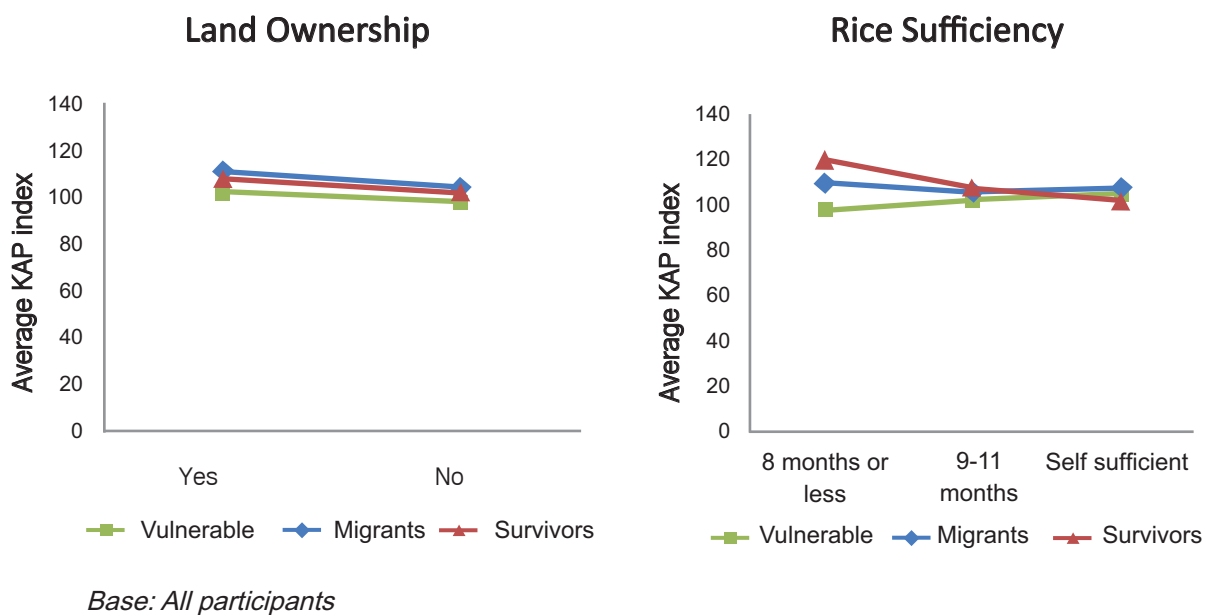 Land Ownership
Average KAP index
140
120
100
80
60
40
20
0
Yes No
Vulnerable Migrants Survivors
Rice Sufficiency
Average KAP index
140
120
100
80
60
40
20
0
8 months or less
9-11 months
Self sufficient
Vulnerable Migrants Survivors
Base: All participants